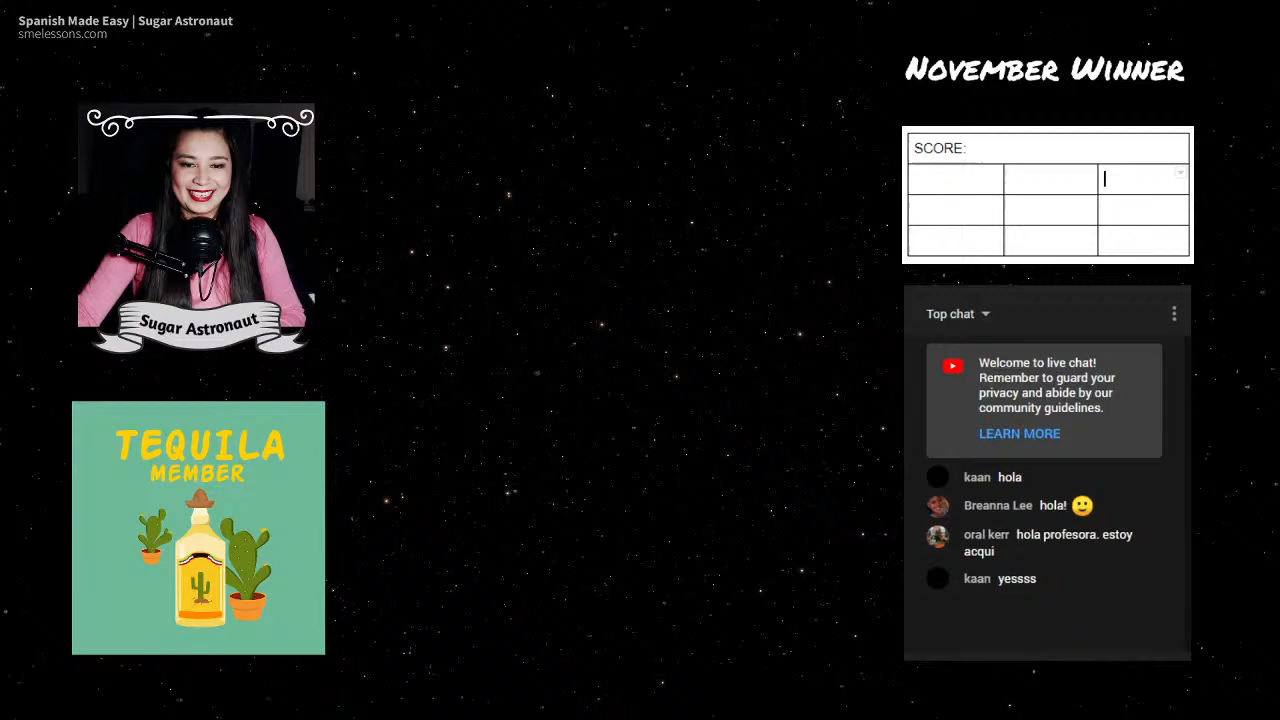 Spanish Made Easy | Sugar Astronaut
smelessons.com
November Winner
SCORE:
Sugar Astronaut
TEQUILA
MEMBER
Top chat
Welcome to live chat!
Remember to guard your
privacy and abide by our
community guidelines.
LEARN MORE
kaan hola
Breanna Lee hola!
oral kerr hola profesora. estoy
acqui
kaan yessss